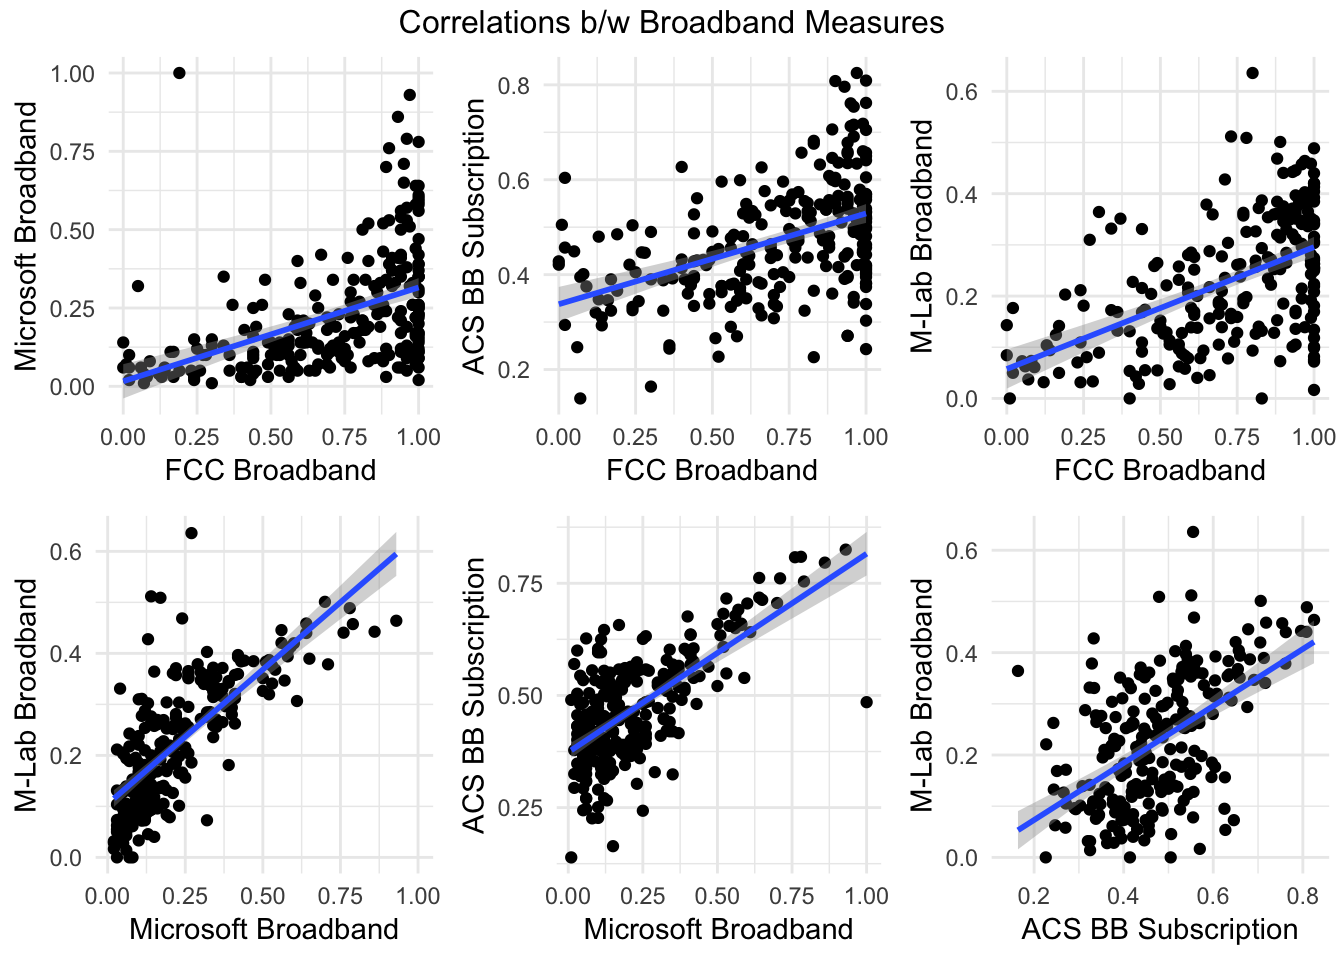 Correlations b/w Broadband Measures
Microsoft Broadband
1.00
0.75
0.50
0.25
0.00
0.00 0.25 0.50 0.75 1.00
FCC Broadband
ACS BB Subscription
0.8
0.6
0.4
0.2
0.00 0.25 0.50 0.75 1.00
FCC Broadband
M-Lab Broadband
0.6
0.4
0.2
0.0
0.00 0.25 0.50 0.75 1.00
FCC Broadband
M-Lab Broadband
0.6
0.4
0.2
0.0
0.00 0.25 0.50 0.75 1.00
Microsoft Broadband
ACS BB Subscription
0.75
0.50
0.25
0.00 0.25 0.50 0.75 1.00
Microsoft Broadband
M-Lab Broadband
0.6
0.4
0.2
0.0
0.2 0.4 0.6 0.8
ACS BB Subscription